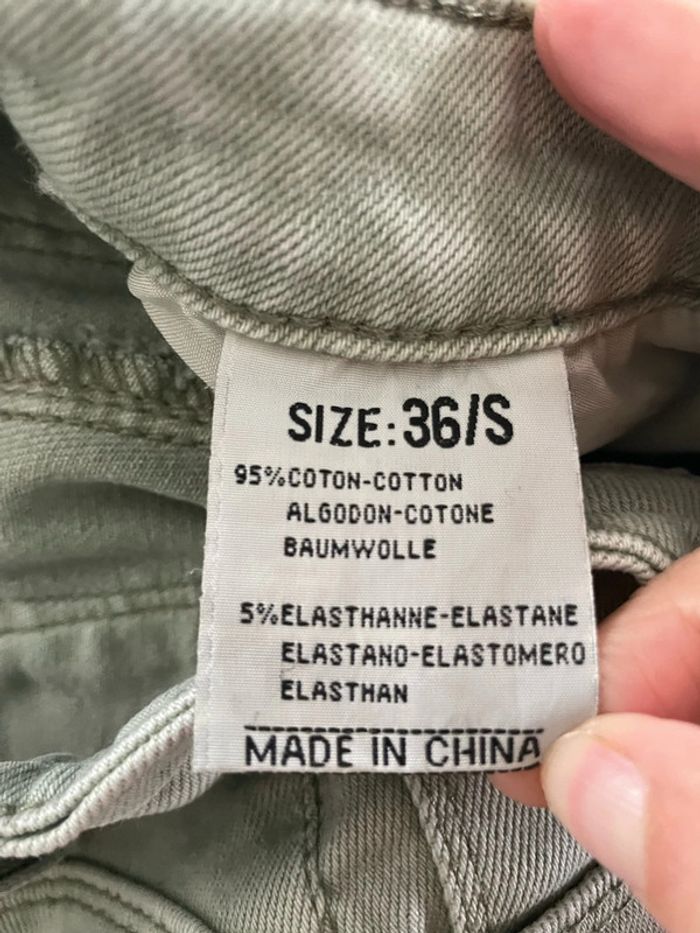 SIZE:36/S
95%COTON-COTTON
ALGODON-COTONE
BAUMWOLLE
5%ELASTHANNE-ELASTANE
ELASTANO-ELASTOMERO
ELASTHAN
MADE IN CHINA